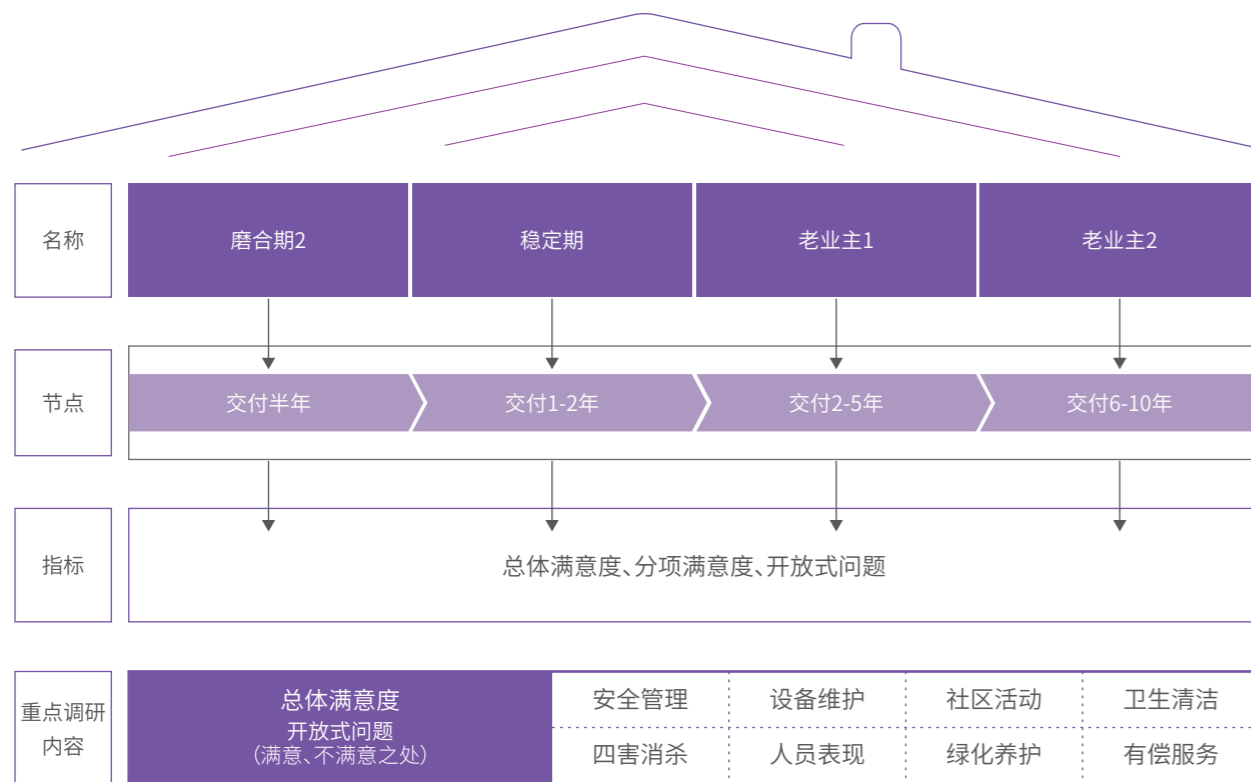 名称
磨合期2
稳定期
老业主1
老业主2
节点
交付半年
交付1-2年
交付2-5年
交付6-10年
指标
总体满意度、分项满意度、开放式问题
重点调研
内容
总体满意度
开放式问题
（满意、不满意之处）
安全管理
设备维护
社区活动
卫生清洁
四害消杀
人员表现
绿化养护
有偿服务